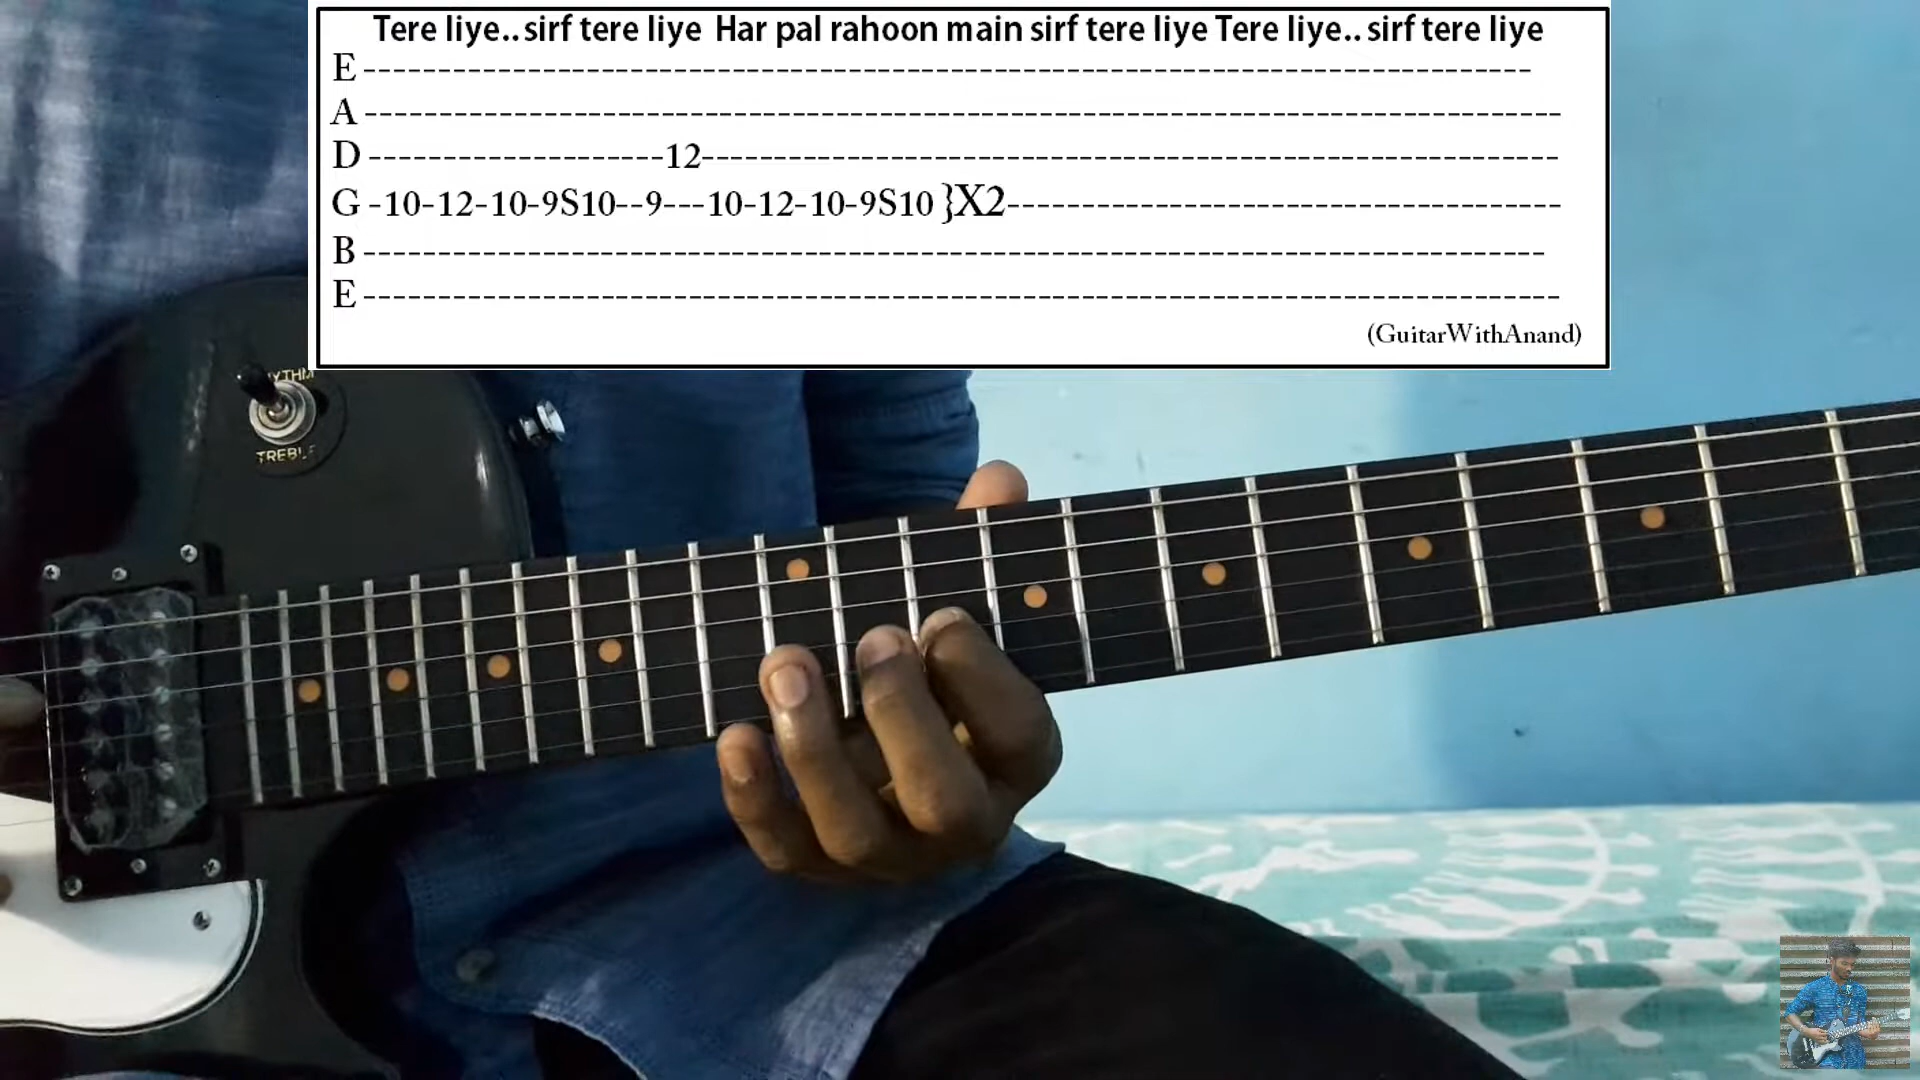 Tere liye.. sirf tere liye Har pal rahoon main sirf tere liye Tere liye.. sirf tere liye
E -----------------------------------------------------------------------------------------------
A -------------------------------------------------------------------------------------------------
D ------------------------12----------------------------------------------------------------------
G -10-12-10-9S10--9---10-12-10-9S10 }X2---------------------------------------------
B ------------------------------------------------------------------------------------------------
E -------------------------------------------------------------------------------------------------
(GuitarWithAnand)
TREBLE